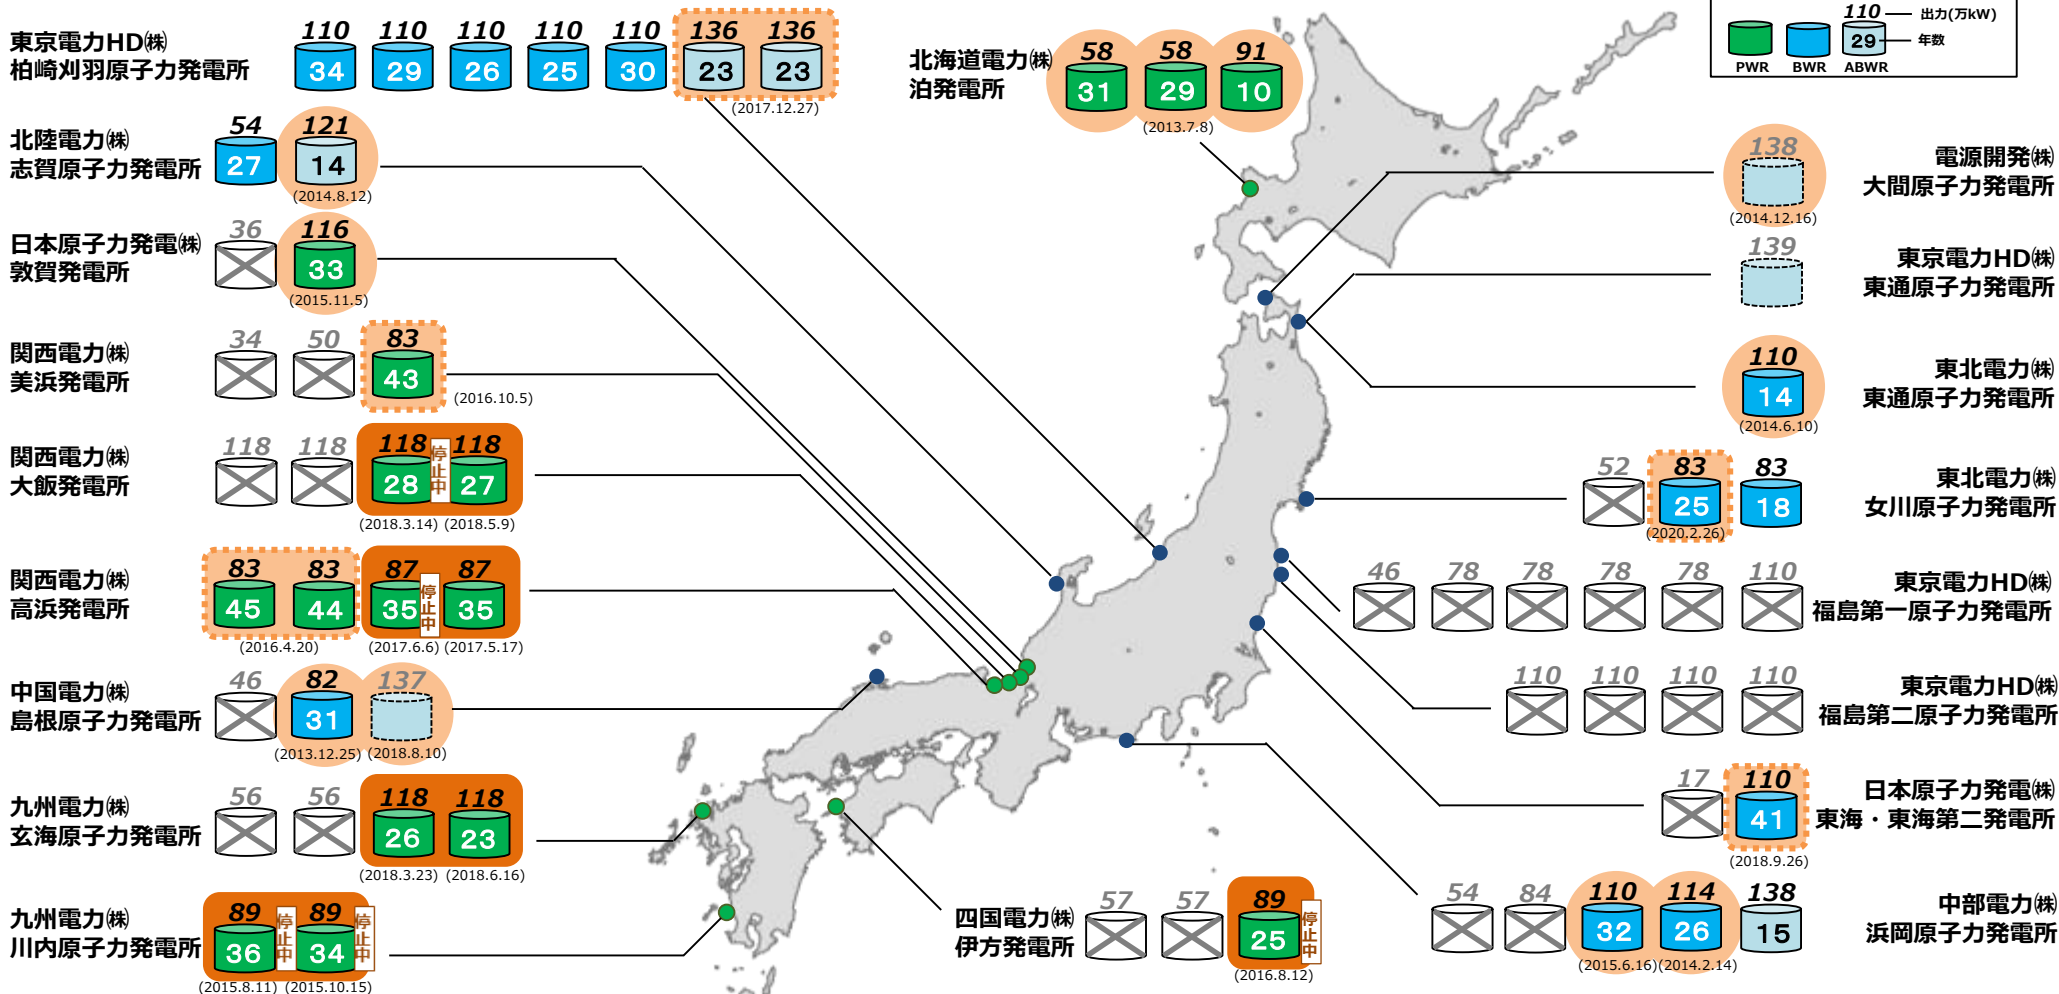 東京電力HD㈱
柏崎刈羽原子力発電所
110 110 110 110 110 136 136
34 29 26 25 30 23 23
(2017.12.27)
北陸電力㈱
志賀原子力発電所
54 121
27 14
(2014.8.12)
日本原子力発電㈱
敦賀発電所
36 116
33
(2015.11.5)
関西電力㈱
美浜発電所
34 50 83
43
(2016.10.5)
関西電力㈱
大飯発電所
118 118 118 118
28 停止中 27
(2018.3.14) (2018.5.9)
関西電力㈱
高浜発電所
83 83 87 87
45 44 35 停止中 35
(2016.4.20) (2017.6.6) (2017.5.17)
中国電力㈱
島根原子力発電所
46 82 137
31
(2013.12.25) (2018.8.10)
九州電力㈱
玄海原子力発電所
56 56 118 118
26 23
(2018.3.23) (2018.6.16)
九州電力㈱
川内原子力発電所
89 89
36 停止中 34 停止中
(2015.8.11) (2015.10.15)
北海道電力㈱
泊発電所
58 58 91
31 29 10
(2013.7.8)
110 出力(万kW)
29 年数
PWR BWR ABWR
138
電源開発㈱
大間原子力発電所
(2014.12.16)
139
東京電力HD㈱
東通原子力発電所
110
14
東北電力㈱
東通原子力発電所
(2014.6.10)
52 83 83
25 18
東北電力㈱
女川原子力発電所
(2020.2.26)
46 78 78 78 78 110
東京電力HD㈱
福島第一原子力発電所
110 110 110 110
東京電力HD㈱
福島第二原子力発電所
17 110
41
日本原子力発電㈱
東海・東海第二発電所
(2018.9.26)
54 84 110 114 138
32 26 15
中部電力㈱
浜岡原子力発電所
(2015.6.16) (2014.2.14)
四国電力㈱
伊方発電所
57 57 89
25 停止中
(2016.8.12)